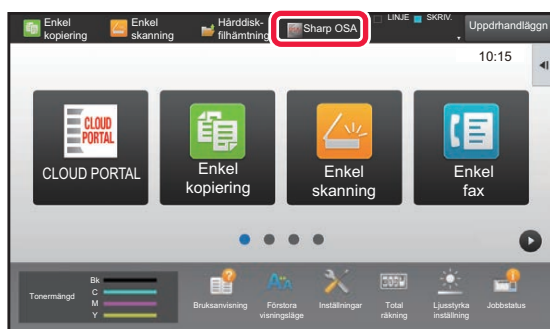 Enkel
kopiering
Enkel
skanning
Hårddisk-
filhämtning
Sharp OSA
LINJE
SKRIV.
Uppdrhandläggn
10:15
CLOUD
PORTAL
CLOUD PORTAL
Enkel
kopiering
Enkel
skanning
Enkel
fax
Tonermängd
Bk
C
M
Y
Bruksanvisning
Förstora
visningsläge
Inställningar
Total
räkning
Ljusstyrka
inställning
Jobbstatus